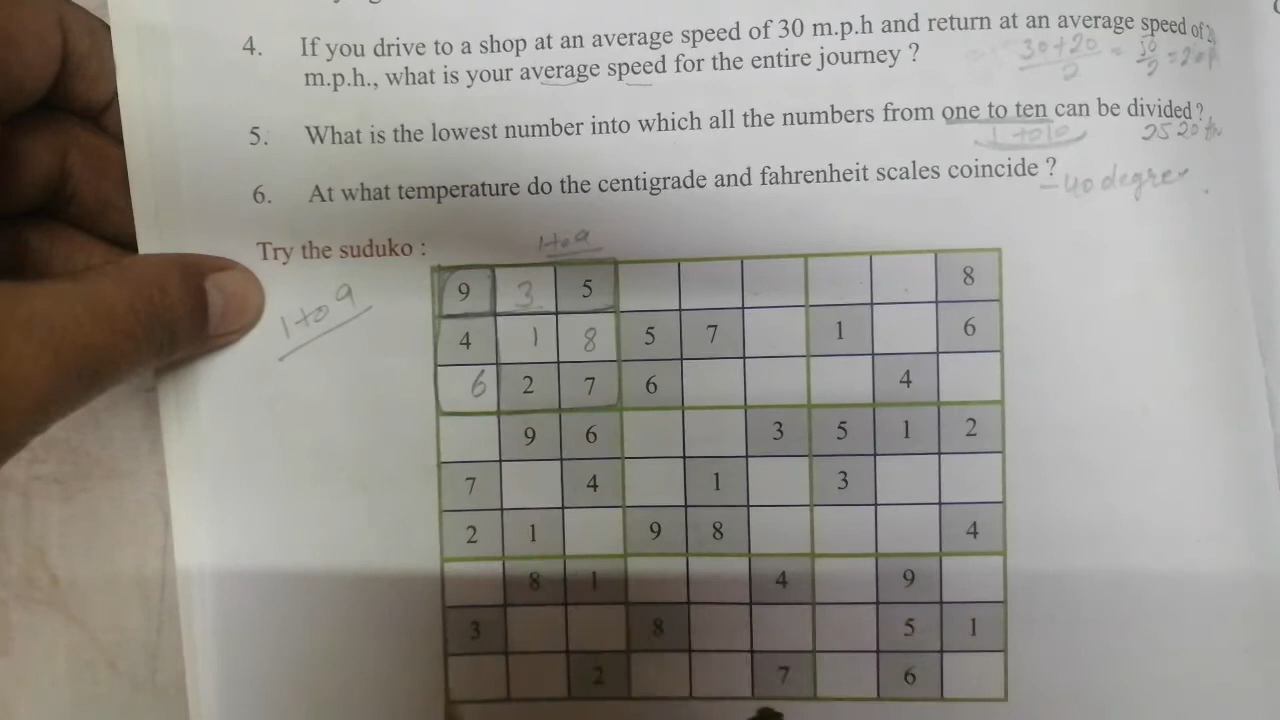 4. If you drive to a shop at an average speed of 30 m.p.h and return at an average speed of 2
m.p.h., what is your average speed for the entire journey ?
30+20
2
= 50
2
5. What is the lowest number into which all the numbers from one to ten can be divided ?
1 to 10
2520
6. At what temperature do the centigrade and fahrenheit scales coincide ?
-40 degree
Try the suduko :
1 to 9
1 to 9
9 3 5 8
4 1 8 5 7 1 6
6 2 7 6 4
9 6 3 5 1 2
7 4 1 3
2 1 9 8 4
8 1 4 9
3 8 5 1
2 7 6